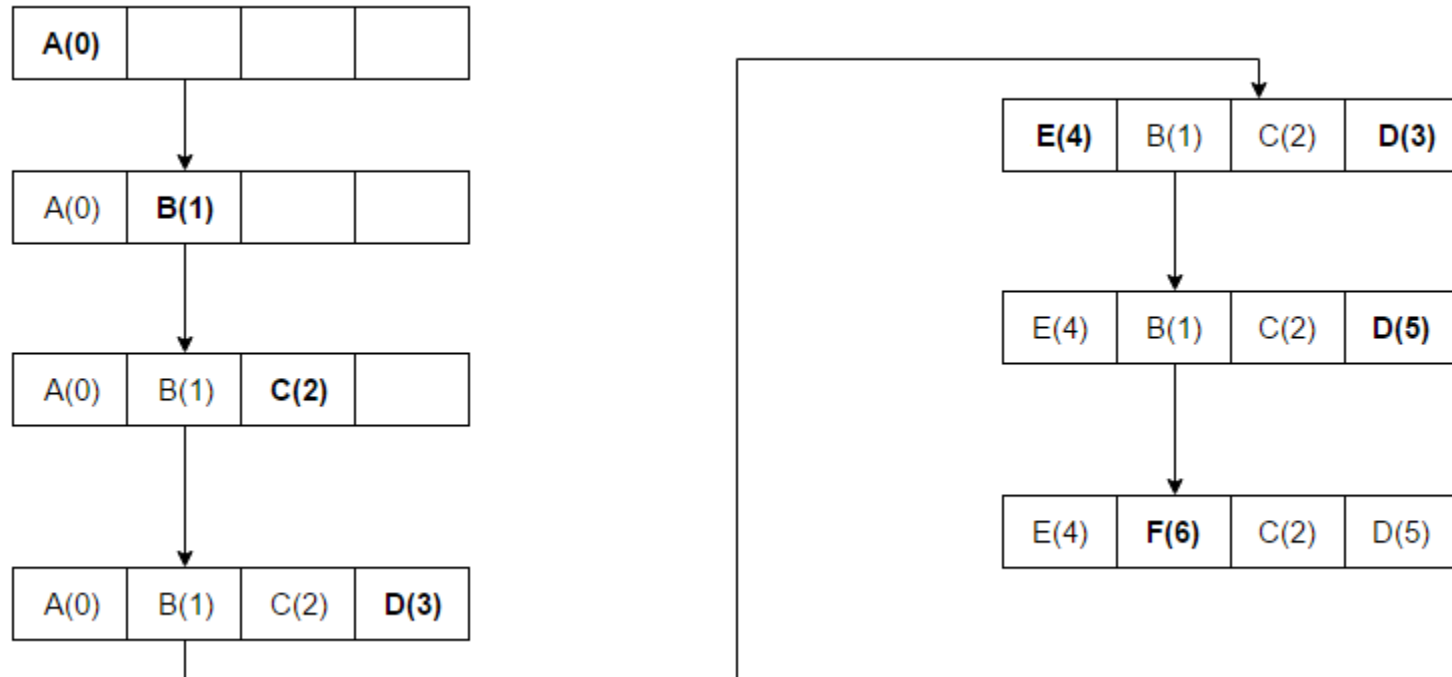 A(0)
A(0) B(1)
A(0) B(1) C(2)
A(0) B(1) C(2) D(3)
E(4) B(1) C(2) D(3)
E(4) B(1) C(2) D(5)
E(4) F(6) C(2) D(5)